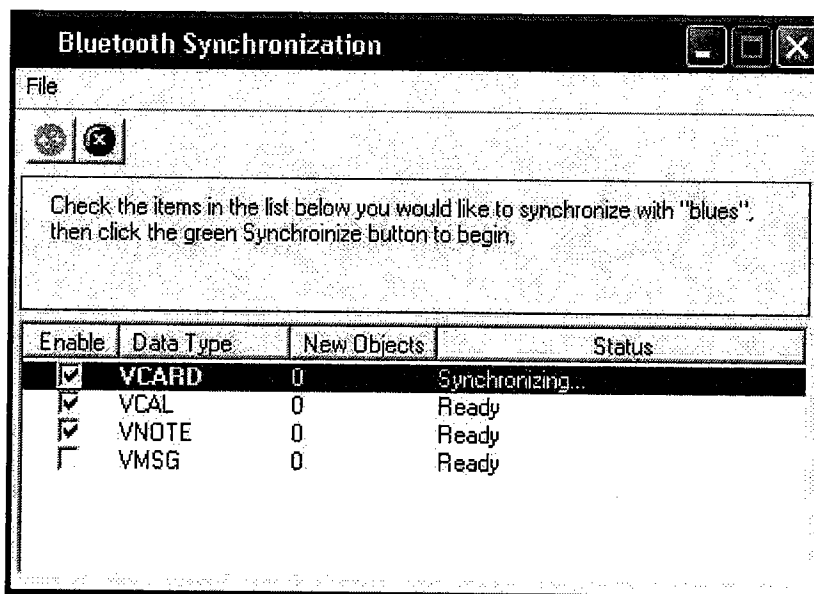 Bluetooth Synchronization
File
Check the items in the list below you would like to synchronize with "blues",
then click the green Synchroinize button to begin.
Enable Data Type New Objects Status
VCARD 0 Synchronizing...
VCAL 0 Ready
VNOTE 0 Ready
VMSG 0 Ready